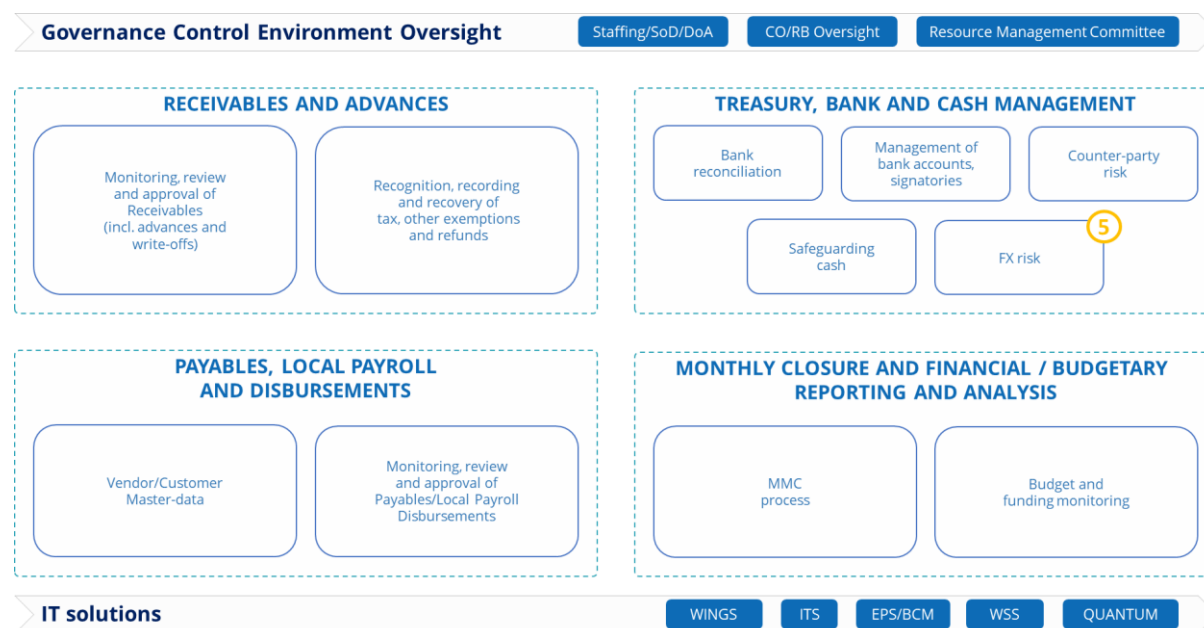 Governance Control Environment Oversight
Staffing/SoD/DoA
CO/RB Oversight
Resource Management Committee
RECEIVABLES AND ADVANCES
Monitoring, review
and approval of
Receivables
(incl. advances and
write-offs)
Recognition, recording
and recovery of
tax, other exemptions
and refunds
TREASURY, BANK AND CASH MANAGEMENT
Bank
reconciliation
Management of
bank accounts,
signatories
Counter-party
risk
Safeguarding
cash
FX risk
5
PAYABLES, LOCAL PAYROLL
AND DISBURSEMENTS
Vendor/Customer
Master-data
Monitoring, review
and approval of
Payables/Local Payroll
Disbursements
MONTHLY CLOSURE AND FINANCIAL / BUDGETARY
REPORTING AND ANALYSIS
MMC
process
Budget and
funding monitoring
IT solutions
WINGS
ITS
EPS/BCM
WSS
QUANTUM